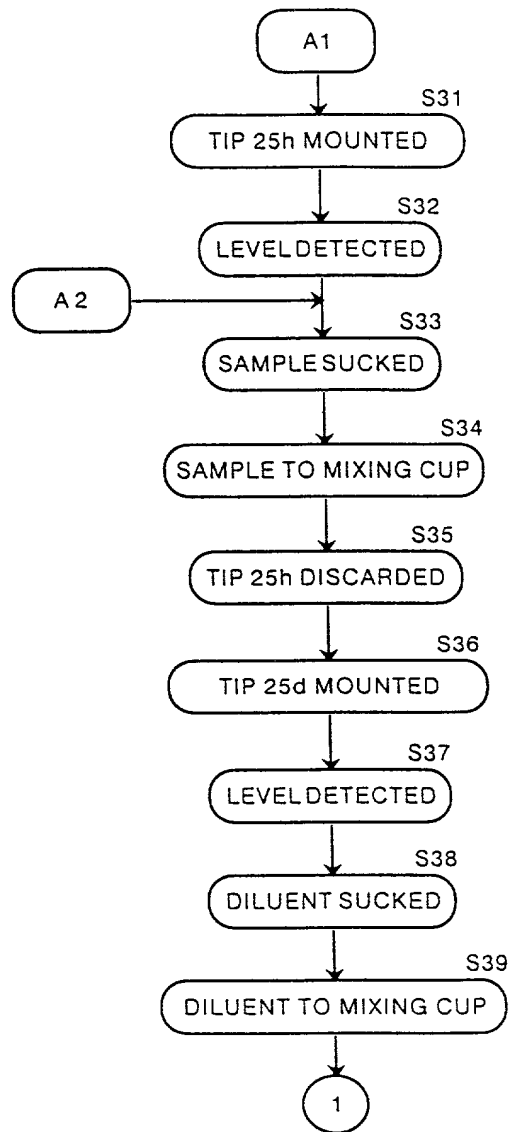 A1
S31
TIP 25h MOUNTED
S32
LEVEL DETECTED
A2
S33
SAMPLE SUCKED
S34
SAMPLE TO MIXING CUP
S35
TIP 25h DISCARDED
S36
TIP 25d MOUNTED
S37
LEVEL DETECTED
S38
DILUENT SUCKED
S39
DILUENT TO MIXING CUP
1